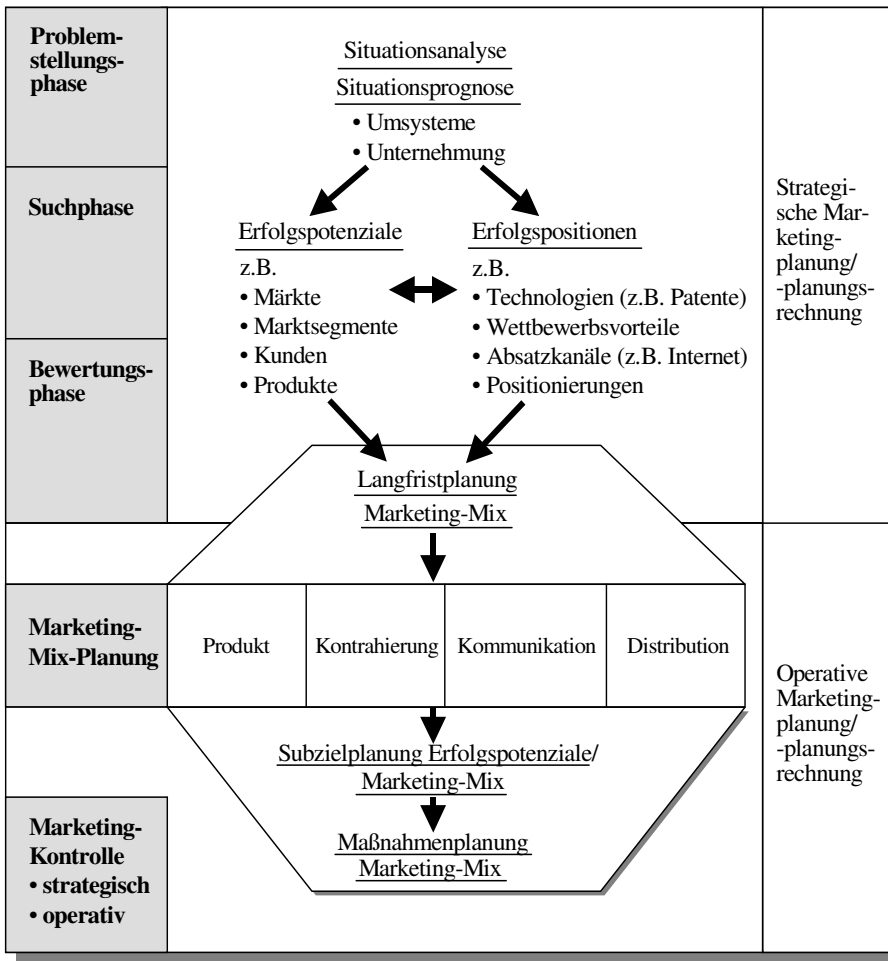 Problem-
stellungs-
phase
Situationsanalyse
Situationsprognose
• Umsysteme
• Unternehmung
Suchphase
Erfolgspotenziale
z.B.
• Märkte
• Marktsegmente
• Kunden
• Produkte
Erfolgspositionen
z.B.
• Technologien (z.B. Patente)
• Wettbewerbsvorteile
• Absatzkanäle (z.B. Internet)
• Positionierungen
Strategi-
sche Mar-
keting-
planung/
-planungs-
rechnung
Bewertungs-
phase
Langfristplanung
Marketing-Mix
Marketing-
Mix-Planung
Produkt
Kontrahierung
Kommunikation
Distribution
Operative
Marketing-
planung/
-planungs-
rechnung
Subzielplanung Erfolgspotenziale/
Marketing-Mix
Maßnahmenplanung
Marketing-Mix
Marketing-
Kontrolle
• strategisch
• operativ